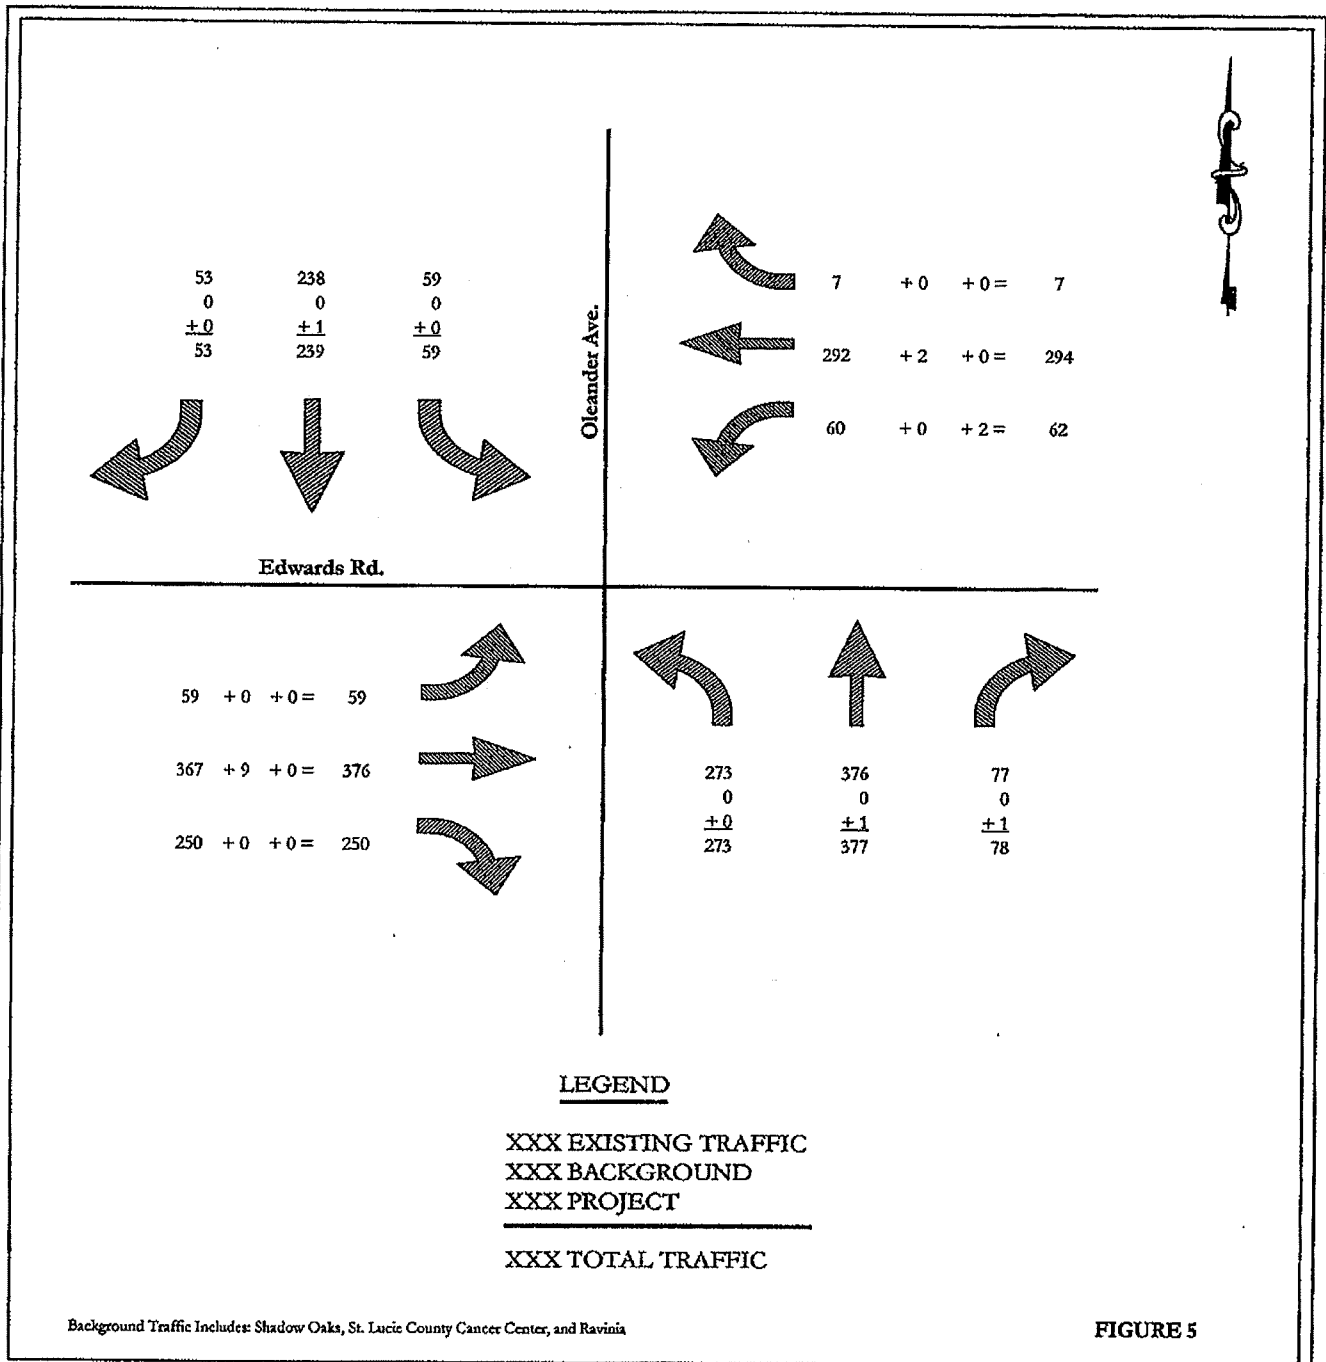 53 238 59
0 0 0
+0 +1 +0
53 239 59
Oleander Ave.
7 +0 +0= 7
292 +2 +0= 294
60 +0 +2= 62
Edwards Rd.
59 +0 +0= 59
367 +9 +0= 376
250 +0 +0= 250
273 376 77
0 0 0
+0 +1 +1
273 377 78
LEGEND
XXX EXISTING TRAFFIC
XXX BACKGROUND
XXX PROJECT
XXX TOTAL TRAFFIC
Background Traffic Includes: Shadow Oaks, St. Lucie County Cancer Center, and Ravinia
FIGURE 5